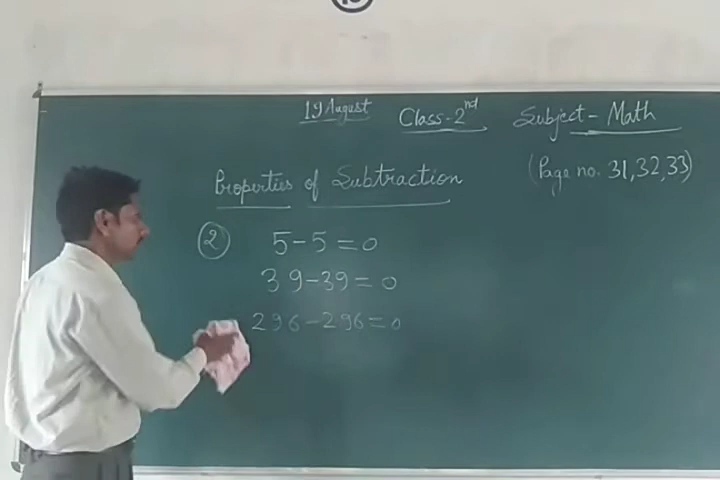 19 August Class-2nd Subject - Math
Properties of Subtraction (Page no. 31,32,33)
② 5-5=0
39-39=0
296-296=0